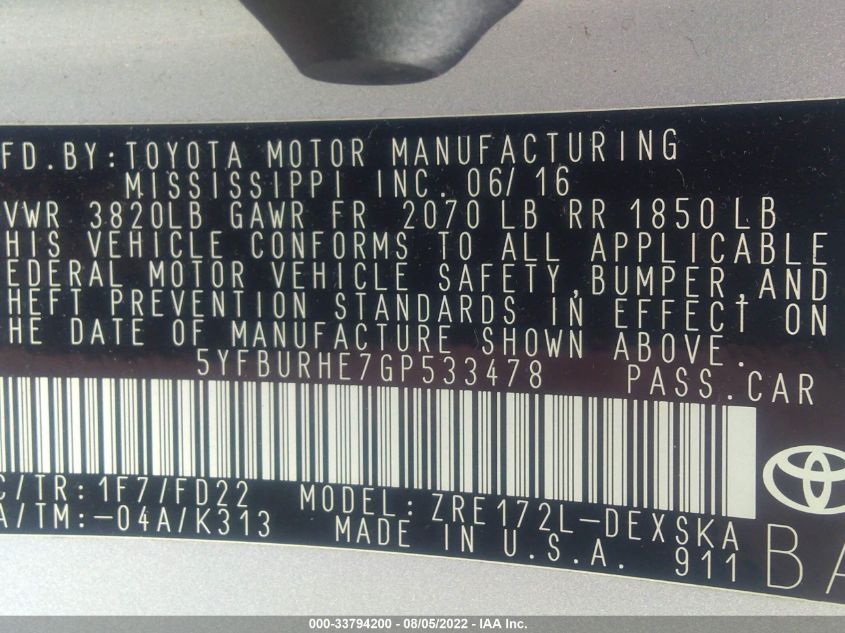 FD.BY:TOYOTA MOTOR MANUFACTURING
MISSISSIPPI INC. 06/16
VWR 3820LB GAWR FR 2070 LB RR 1850 LB
HIS VEHICLE CONFORMS TO ALL APPLICABLE
EDERAL MOTOR VEHICLE SAFETY,BUMPER,AND
HEFT PREVENTION STANDARDS IN EFFECT ON
HE DATE OF MANUFACTURE SHOWN ABOVE.
5YFBURHE7GP533478 PASS.CAR
C/TR:1F7/FD22 MODEL:ZRE172L-DEXSKA
A/TM:-04A/K313 MADE IN U.S.A. 911 BA
000-33794200 - 08/05/2022 - IAA Inc.